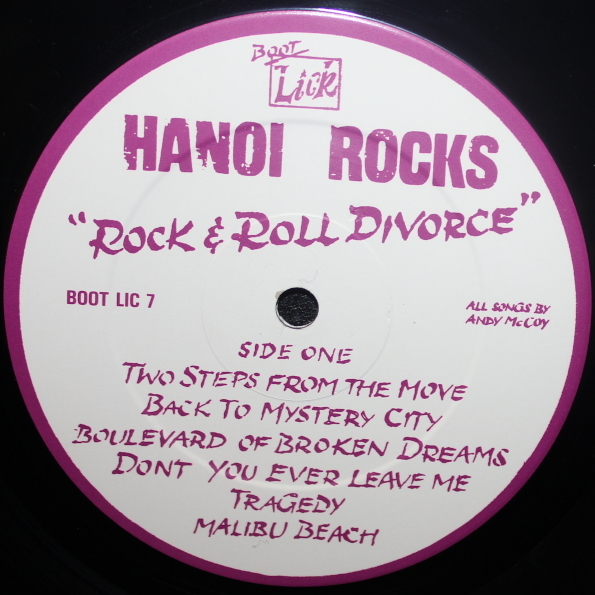 BOOT
LICK
HANOI ROCKS
"ROCK & ROLL DIVORCE"
BOOT LIC 7
ALL SONGS BY
ANDY McCOY
SIDE ONE
TWO STEPS FROM THE MOVE
BACK TO MYSTERY CITY
BOULEVARD OF BROKEN DREAMS
DONT YOU EVER LEAVE ME
TRAGEDY
MALIBU BEACH